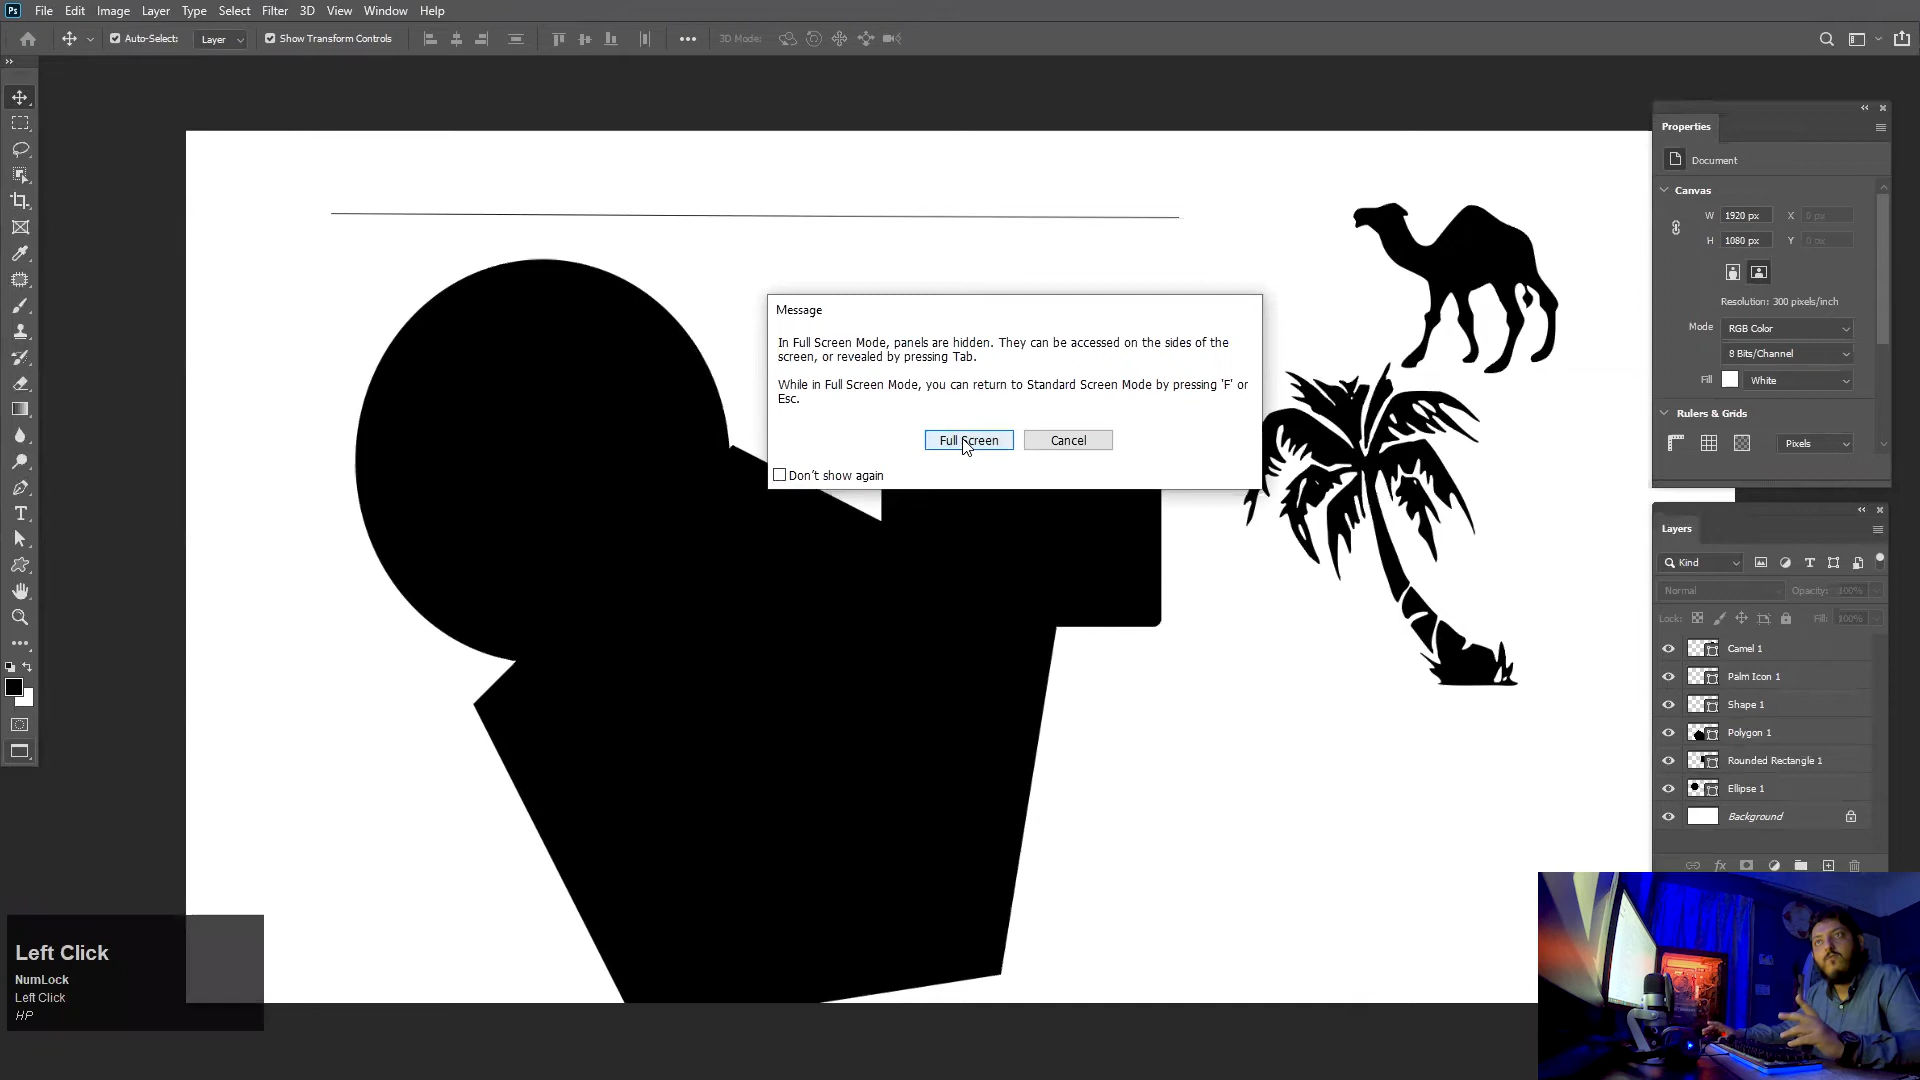 Ps File Edit Image Layer Type Select Filter 3D View Window Help
Auto-Select: Layer Show Transform Controls 3D Mode:
Properties
Document
Canvas
W 1920 px X 0 px
H 1080 px Y 0 px
Resolution: 300 pixels/inch
Mode RGB Color
8 Bits/Channel
Fill White
Rulers & Grids
Pixels
Message
In Full Screen Mode, panels are hidden. They can be accessed on the sides of the
screen, or revealed by pressing Tab.
While in Full Screen Mode, you can return to Standard Screen Mode by pressing 'F' or
Esc.
Full Screen Cancel
Don't show again
Layers
Kind
Normal Opacity: 100%
Lock: Fill: 100%
Camel 1
Palm Icon 1
Shape 1
Polygon 1
Rounded Rectangle 1
Ellipse 1
Background
Left Click
NumLock
Left Click
HP